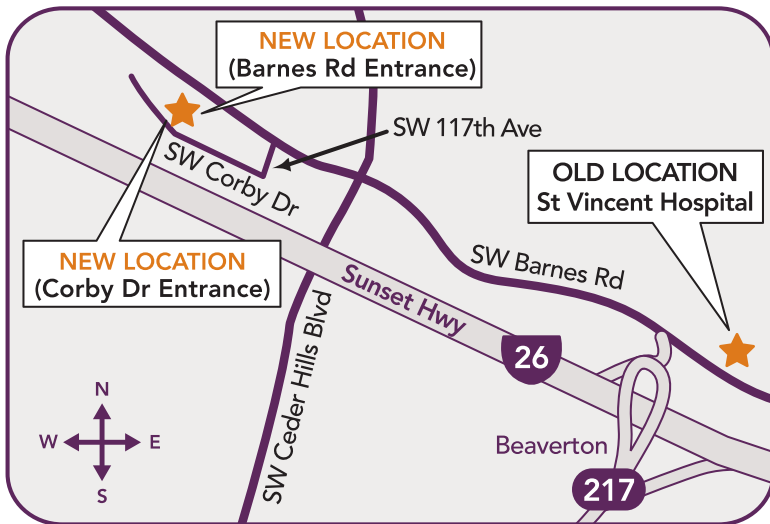 NEW LOCATION
(Barnes Rd Entrance)
SW 117th Ave
SW Corby Dr
OLD LOCATION
St Vincent Hospital
NEW LOCATION
(Corby Dr Entrance)
SW Barnes Rd
Sunset Hwy
26
SW Ceder Hills Blvd
N
W E
S
Beaverton
217